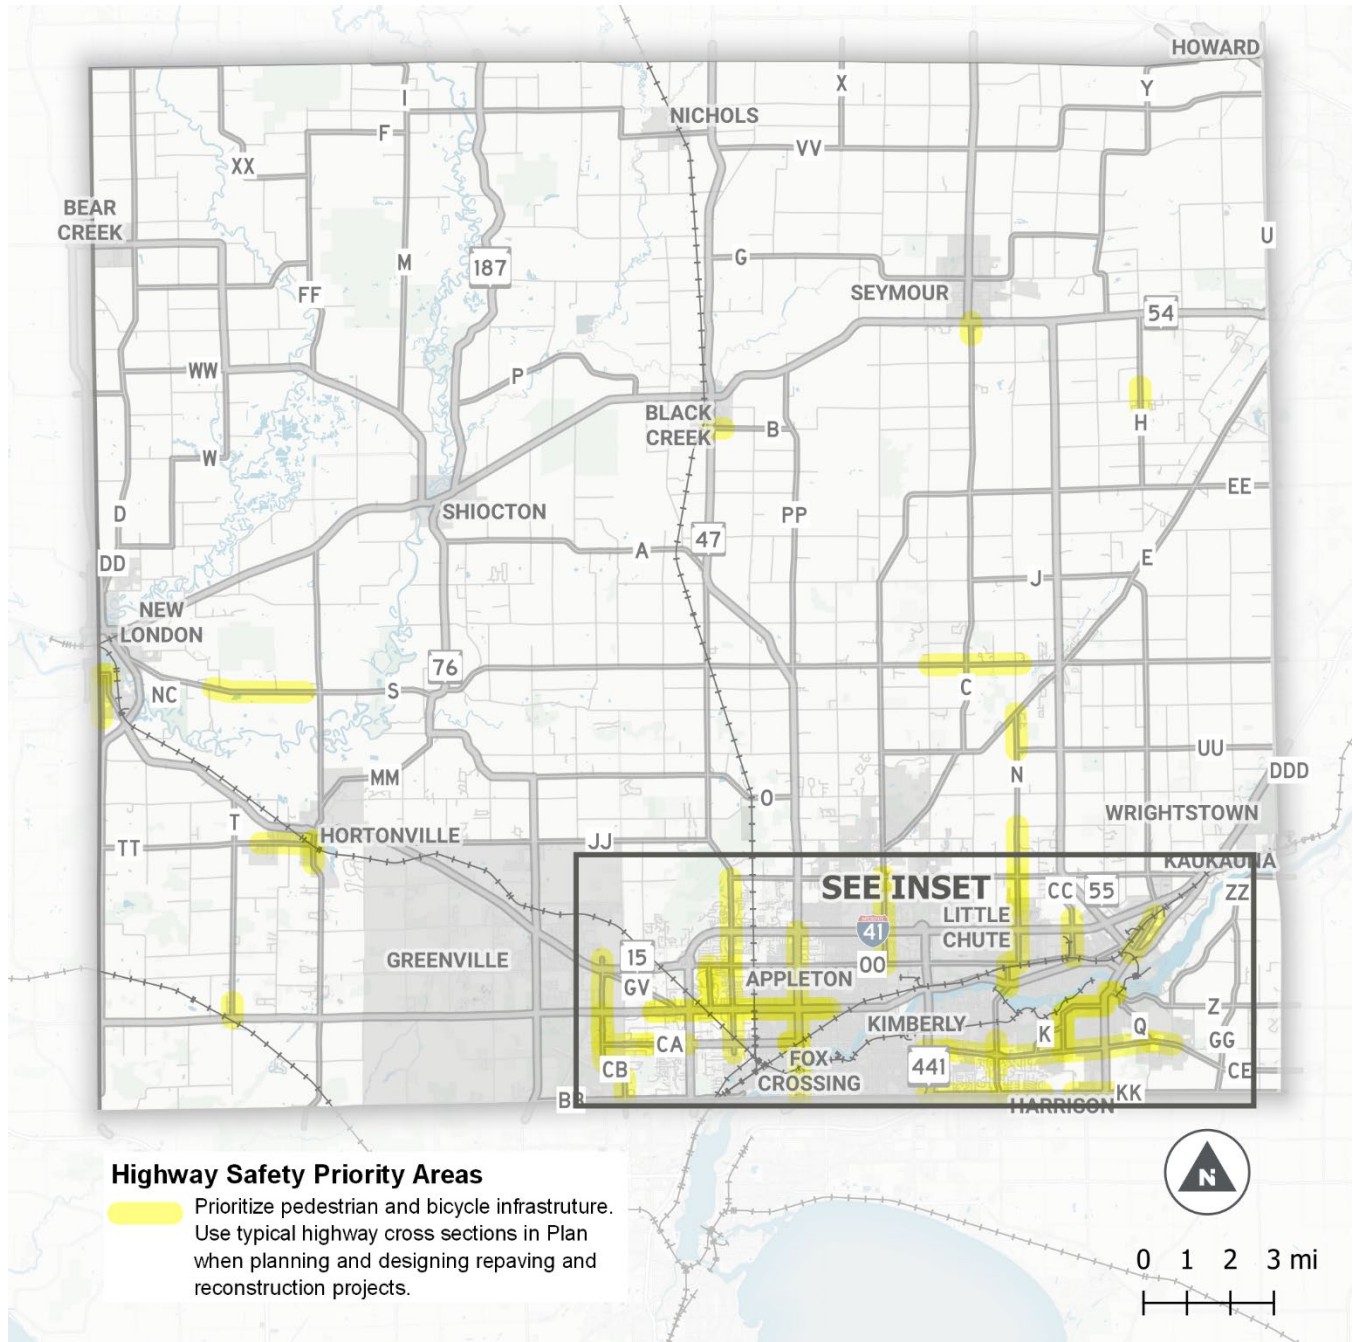 HOWARD
X
Y
I
NICHOLS
F
VV
XX
BEAR
CREEK
U
G
M
187
FF
SEYMOUR
54
WW
P
BLACK
CREEK
B
H
W
EE
D
SHIOCTON
PP
47
A
E
DD
J
NEW
LONDON
76
C
NC
S
UU
DDD
N
MM
O
WRIGHTSTOWN
T
HORTONVILLE
JJ
TT
KAUKAUNA
SEE INSET
CC
55
ZZ
LITTLE
CHUTE
41
15
GREENVILLE
OO
APPLETON
GV
Z
KIMBERLY
K
Q
GG
CA
FOX
CROSSING
441
CB
CE
BB
KK
HARRISON
Highway Safety Priority Areas
Prioritize pedestrian and bicycle infrastruture.
Use typical highway cross sections in Plan
when planning and designing repaving and
reconstruction projects.
N
0 1 2 3 mi